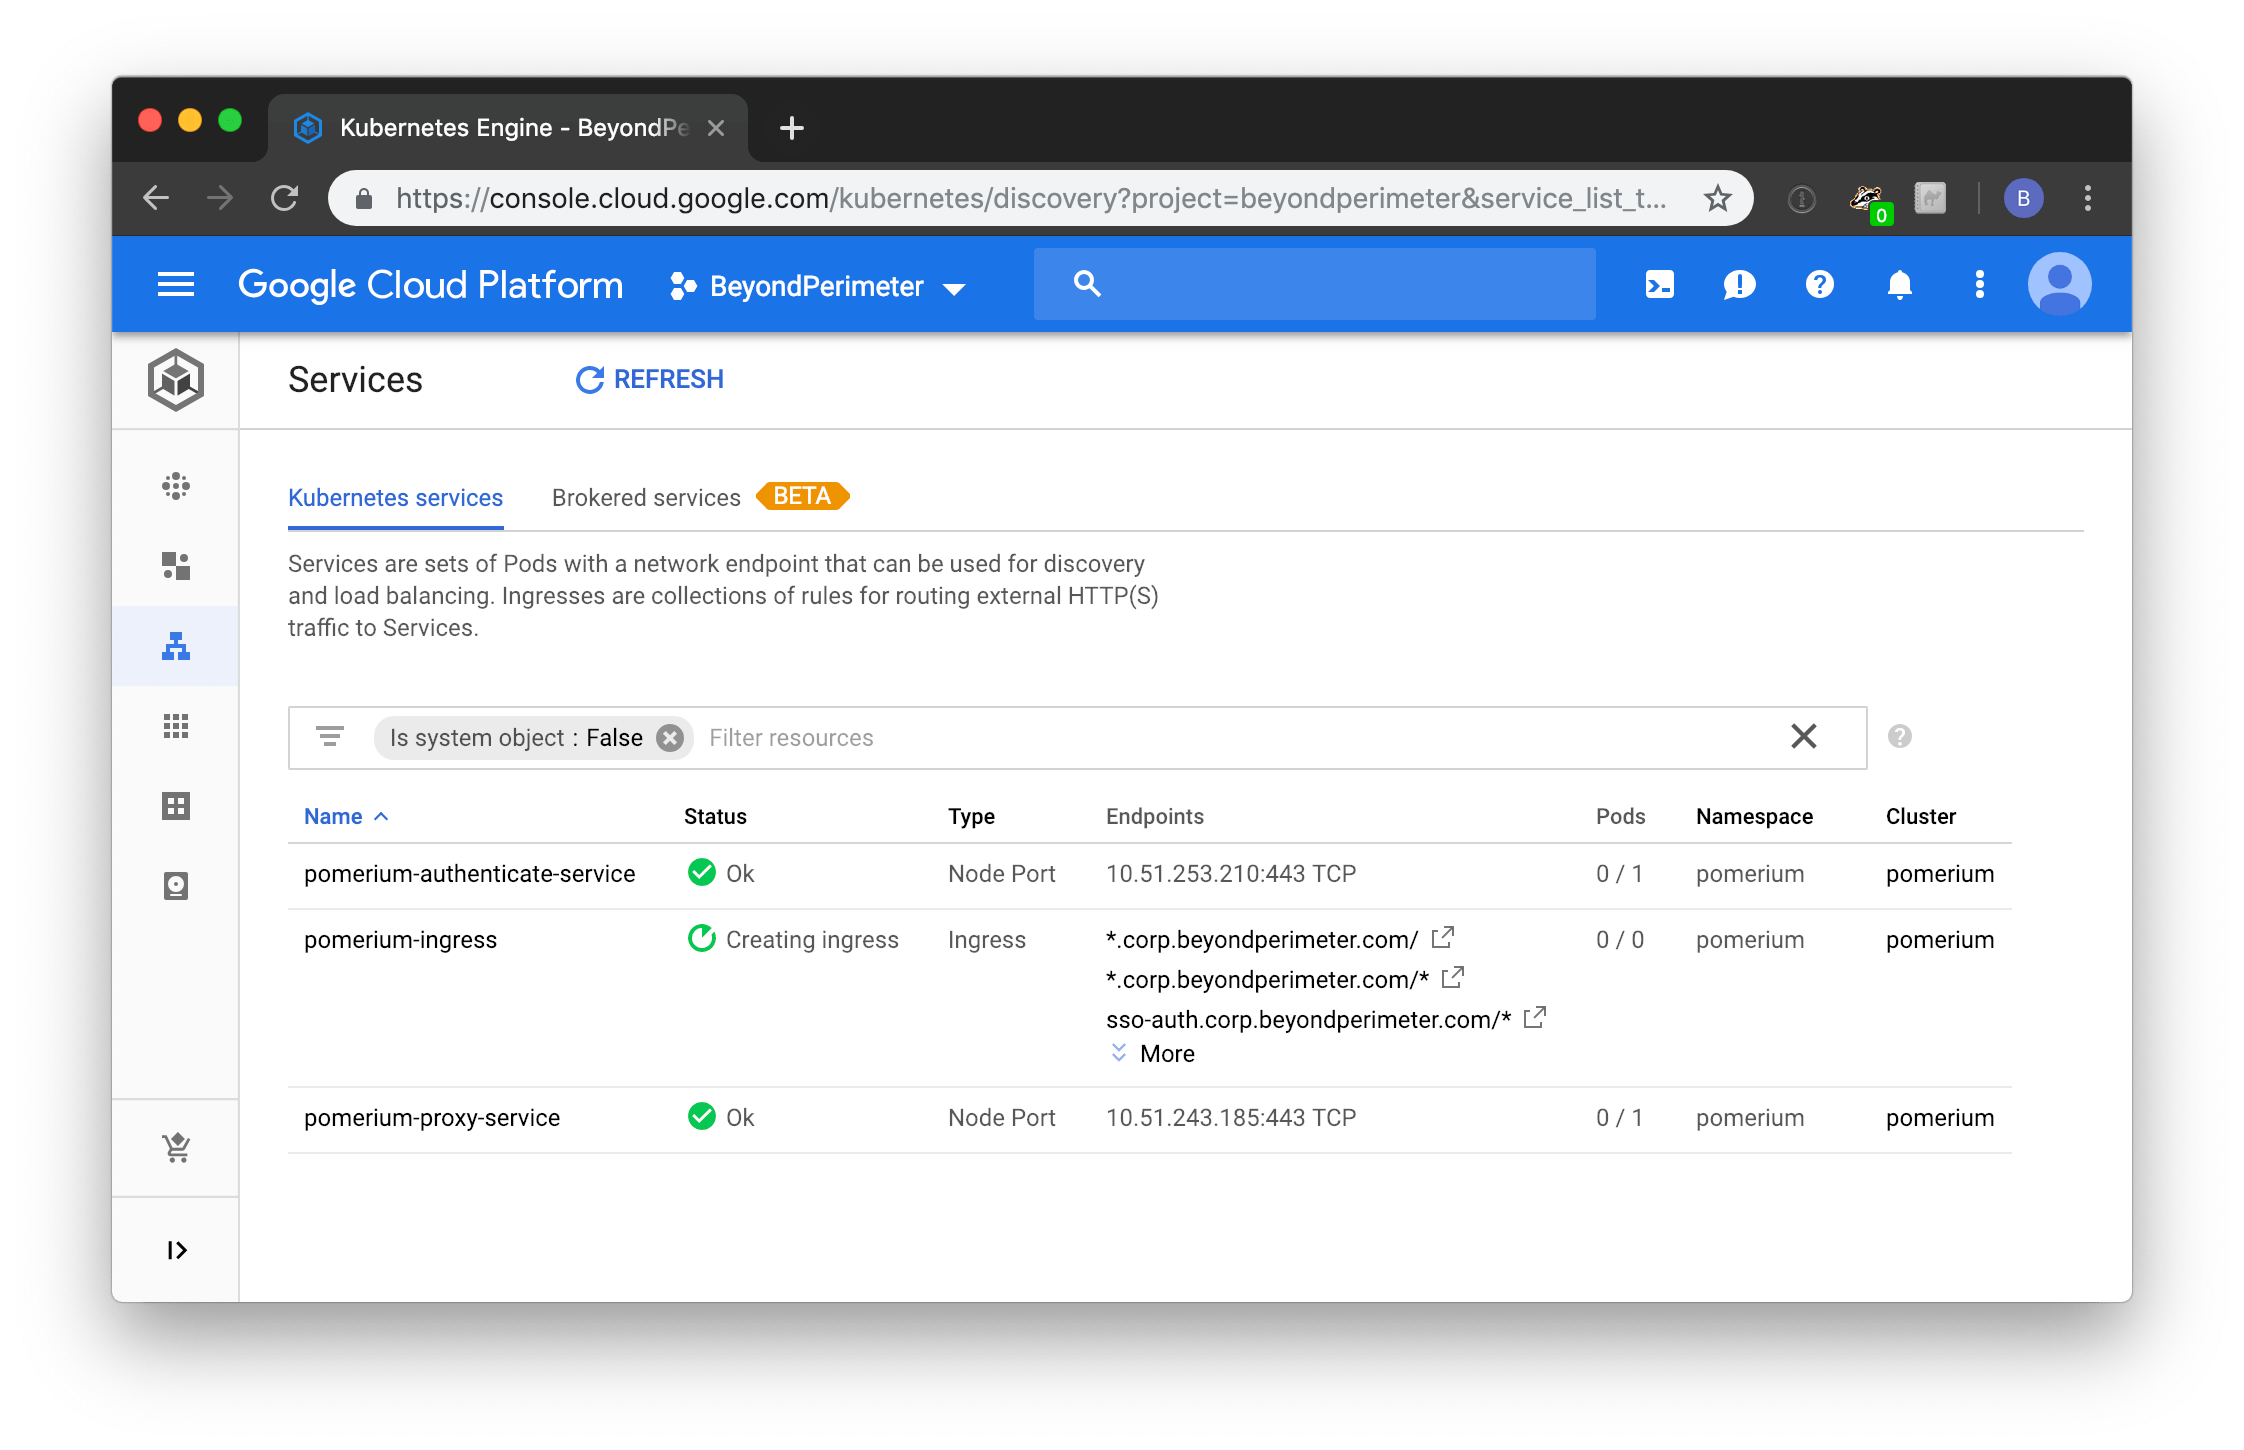 Kubernetes Engine - BeyondPe
https://console.cloud.google.com/kubernetes/discovery?project=beyondperimeter&service_list_t...
0
B
Google Cloud Platform
BeyondPerimeter
Services
REFRESH
Kubernetes services
Brokered services
BETA
Services are sets of Pods with a network endpoint that can be used for discovery
and load balancing. Ingresses are collections of rules for routing external HTTP(S)
traffic to Services.
Is system object : False
Filter resources
Name Status Type Endpoints Pods Namespace Cluster
pomerium-authenticate-service Ok Node Port 10.51.253.210:443 TCP 0 / 1 pomerium pomerium
pomerium-ingress Creating ingress Ingress *.corp.beyondperimeter.com/ 0 / 0 pomerium pomerium
*.corp.beyondperimeter.com/*
sso-auth.corp.beyondperimeter.com/*
More
pomerium-proxy-service Ok Node Port 10.51.243.185:443 TCP 0 / 1 pomerium pomerium